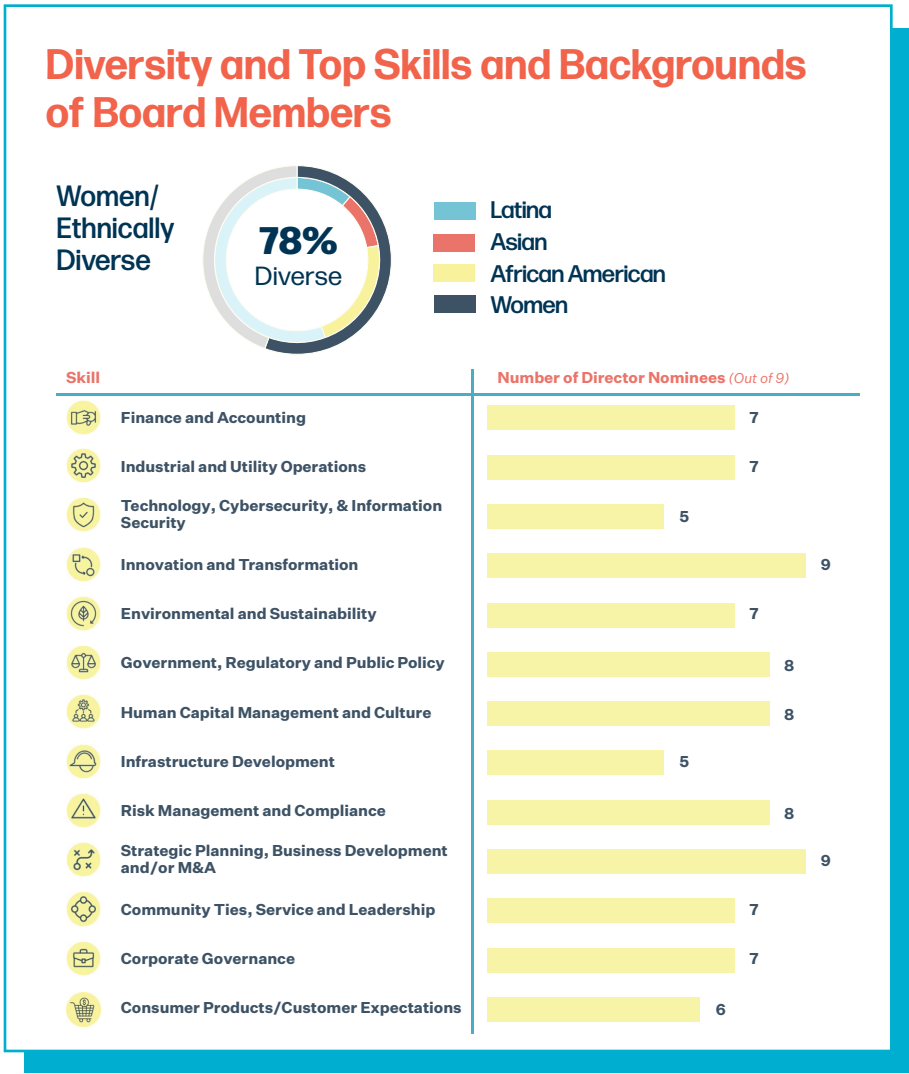 Diversity and Top Skills and Backgrounds
of Board Members
Women/
Ethnically
Diverse
78%
Diverse
Latina
Asian
African American
Women
Skill
Number of Director Nominees (Out of 9)
Finance and Accounting
7
Industrial and Utility Operations
7
Technology, Cybersecurity, & Information
Security
5
Innovation and Transformation
9
Environmental and Sustainability
7
Government, Regulatory and Public Policy
8
Human Capital Management and Culture
8
Infrastructure Development
5
Risk Management and Compliance
8
Strategic Planning, Business Development
and/or M&A
9
Community Ties, Service and Leadership
7
Corporate Governance
7
Consumer Products/Customer Expectations
6